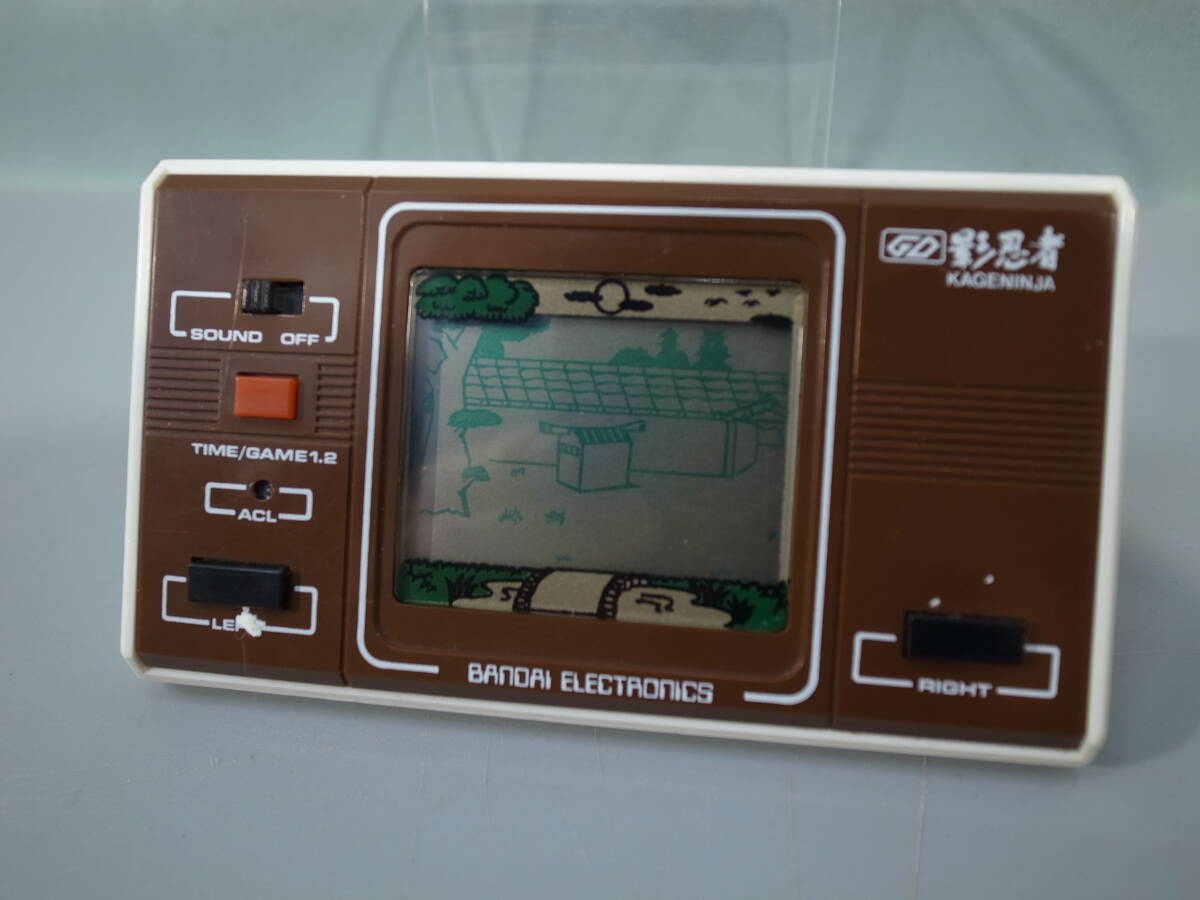 GD 影忍者
KAGENINJA
SOUND OFF
TIME/GAME1.2
ACL
RIGHT
BANDAI ELECTRONICS